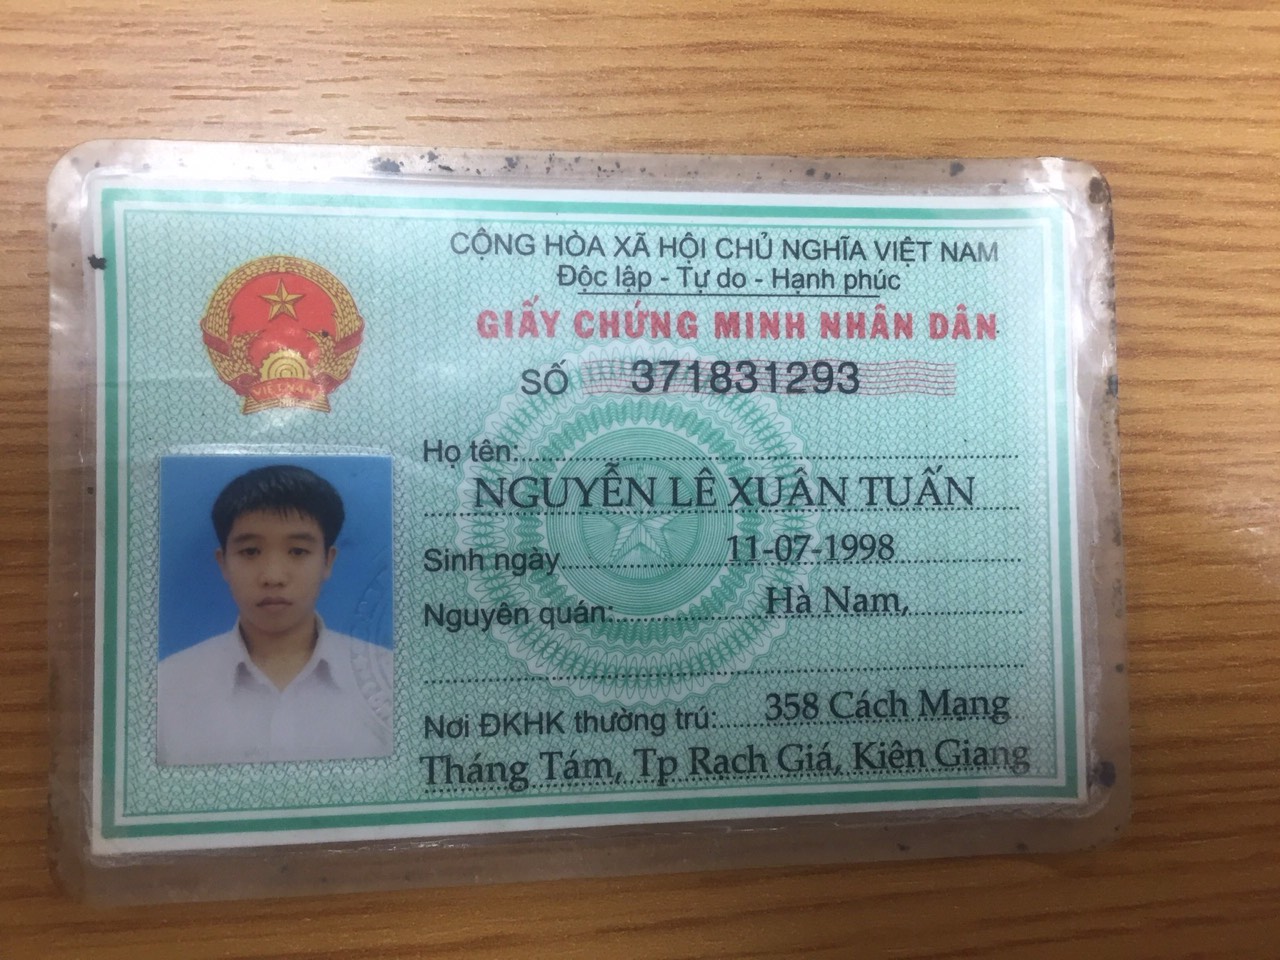 CỘNG HÒA XÃ HỘI CHỦ NGHĨA VIỆT NAM
Độc lập - Tự do - Hạnh phúc
GIẤY CHỨNG MINH NHÂN DÂN
SỐ 371831293
VIỆT NAM
Họ tên:
NGUYỄN LÊ XUÂN TUẤN
Sinh ngày 11-07-1998
Nguyên quán: Hà Nam,
Nơi ĐKHK thường trú: 358 Cách Mạng
Tháng Tám, Tp Rạch Giá, Kiên Giang